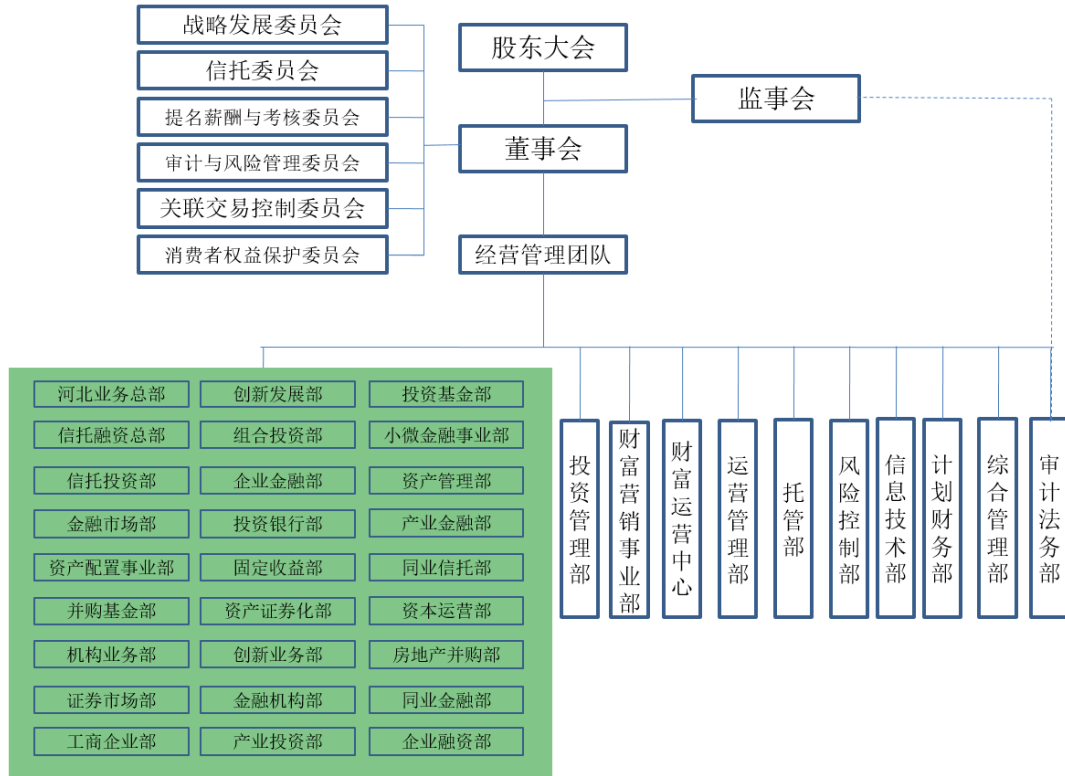 战略发展委员会
信托委员会
提名薪酬与考核委员会
审计与风险管理委员会
关联交易控制委员会
消费者权益保护委员会
股东大会
监事会
董事会
经营管理团队
河北业务总部
创新发展部
投资基金部
信托融资总部
组合投资部
小微金融事业部
信托投资部
企业金融部
资产管理部
金融市场部
投资银行部
产业金融部
资产配置事业部
固定收益部
同业信托部
并购基金部
资产证券化部
资本运营部
机构业务部
创新业务部
房地产并购部
证券市场部
金融机构部
同业金融部
工商企业部
产业投资部
企业融资部
投资管理部
财富营销事业部
财富运营中心
运营管理部
托管部
风险控制部
信息技术部
计划财务部
综合管理部
审计法务部